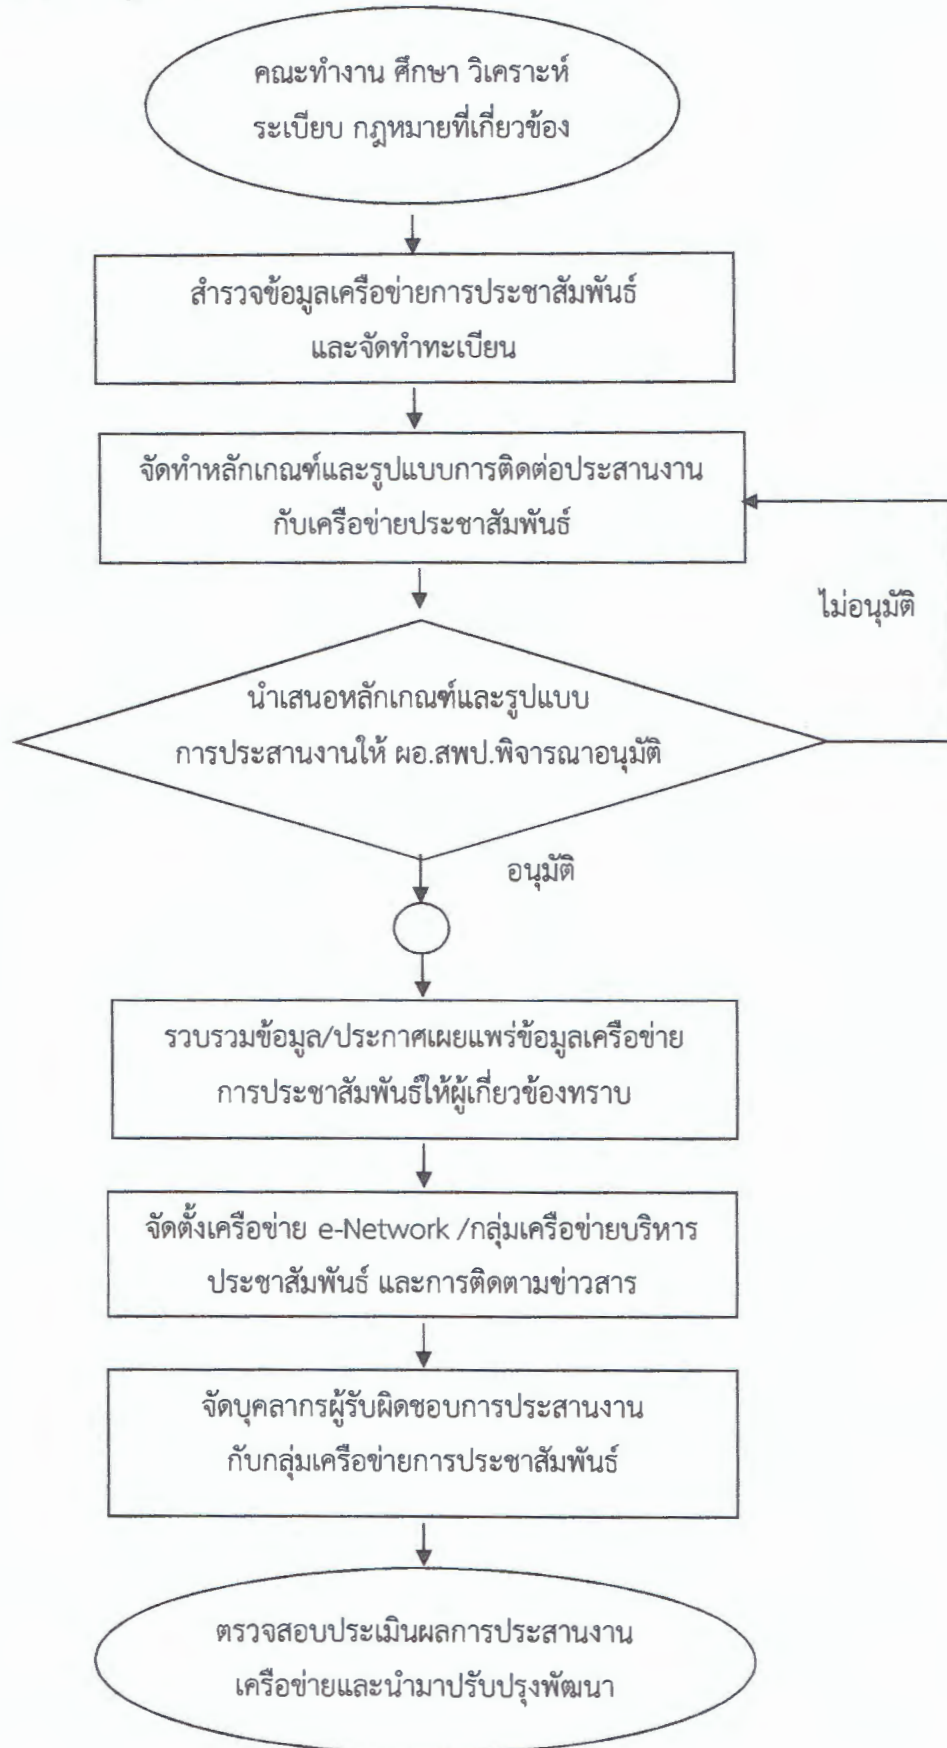 คณะทำงาน ศึกษา วิเคราะห์
ระเบียบ กฎหมายที่เกี่ยวข้อง
สำรวจข้อมูลเครือข่ายการประชาสัมพันธ์
และจัดทำทะเบียน
จัดทำหลักเกณฑ์และรูปแบบการติดต่อประสานงาน
กับเครือข่ายประชาสัมพันธ์
ไม่อนุมัติ
นำเสนอหลักเกณฑ์และรูปแบบ
การประสานงานให้ ผอ.สพป.พิจารณาอนุมัติ
อนุมัติ
รวบรวมข้อมูล/ประกาศเผยแพร่ข้อมูลเครือข่าย
การประชาสัมพันธ์ให้ผู้เกี่ยวข้องทราบ
จัดตั้งเครือข่าย e-Network /กลุ่มเครือข่ายบริหาร
ประชาสัมพันธ์ และการติดตามข่าวสาร
จัดบุคลากรผู้รับผิดชอบการประสานงาน
กับกลุ่มเครือข่ายการประชาสัมพันธ์
ตรวจสอบประเมินผลการประสานงาน
เครือข่ายและนำมาปรับปรุงพัฒนา